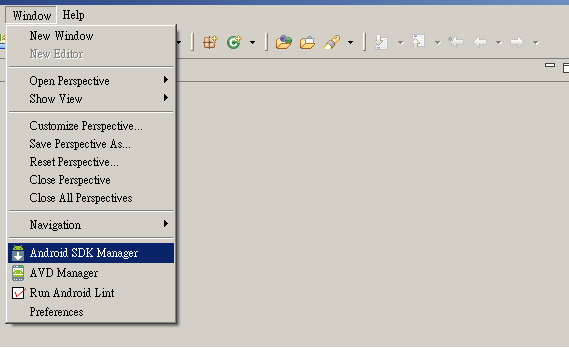 Window Help
New Window
New Editor
Open Perspective
Show View
Customize Perspective...
Save Perspective As...
Reset Perspective...
Close Perspective
Close All Perspectives
Navigation
Android SDK Manager
AVD Manager
Run Android Lint
Preferences